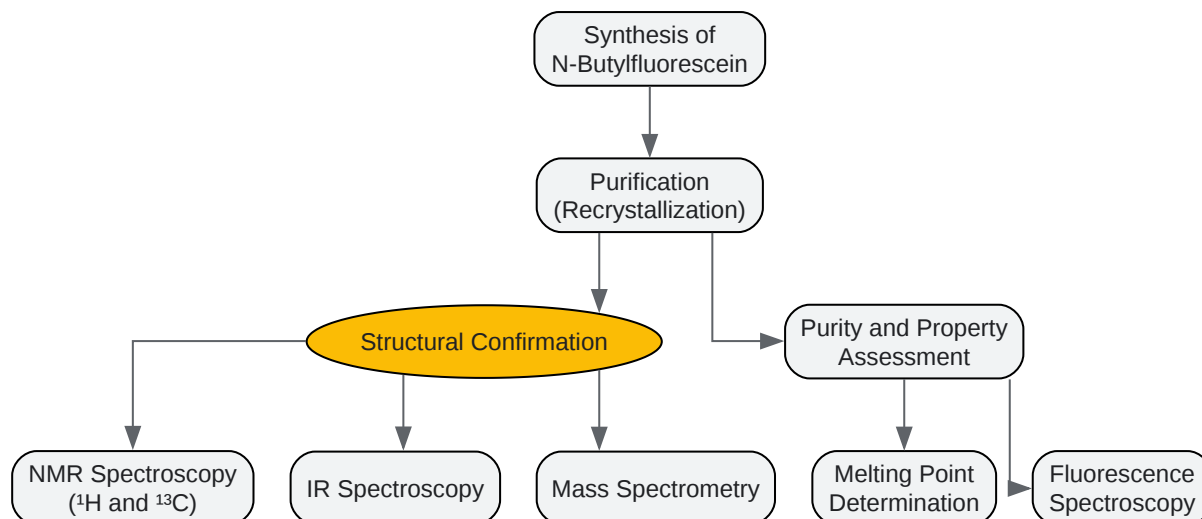 Synthesis of
N-Butylfluorescein
Purification
(Recrystallization)
Structural Confirmation
Purity and Property
Assessment
NMR Spectroscopy
(¹H and ¹³C)
IR Spectroscopy
Mass Spectrometry
Melting Point
Determination
Fluorescence
Spectroscopy